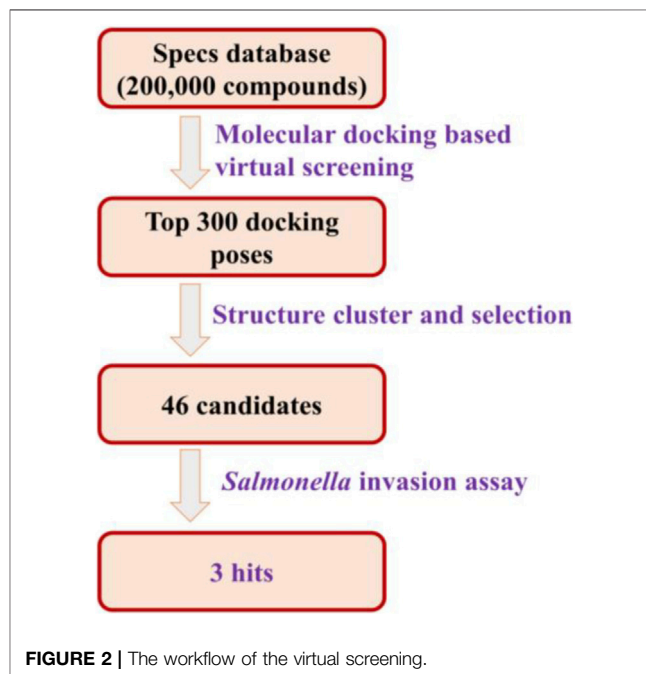 Specs database
(200,000 compounds)
Molecular docking based
virtual screening
Top 300 docking
poses
Structure cluster and selection
46 candidates
Salmonella invasion assay
3 hits
FIGURE 2 | The workflow of the virtual screening.